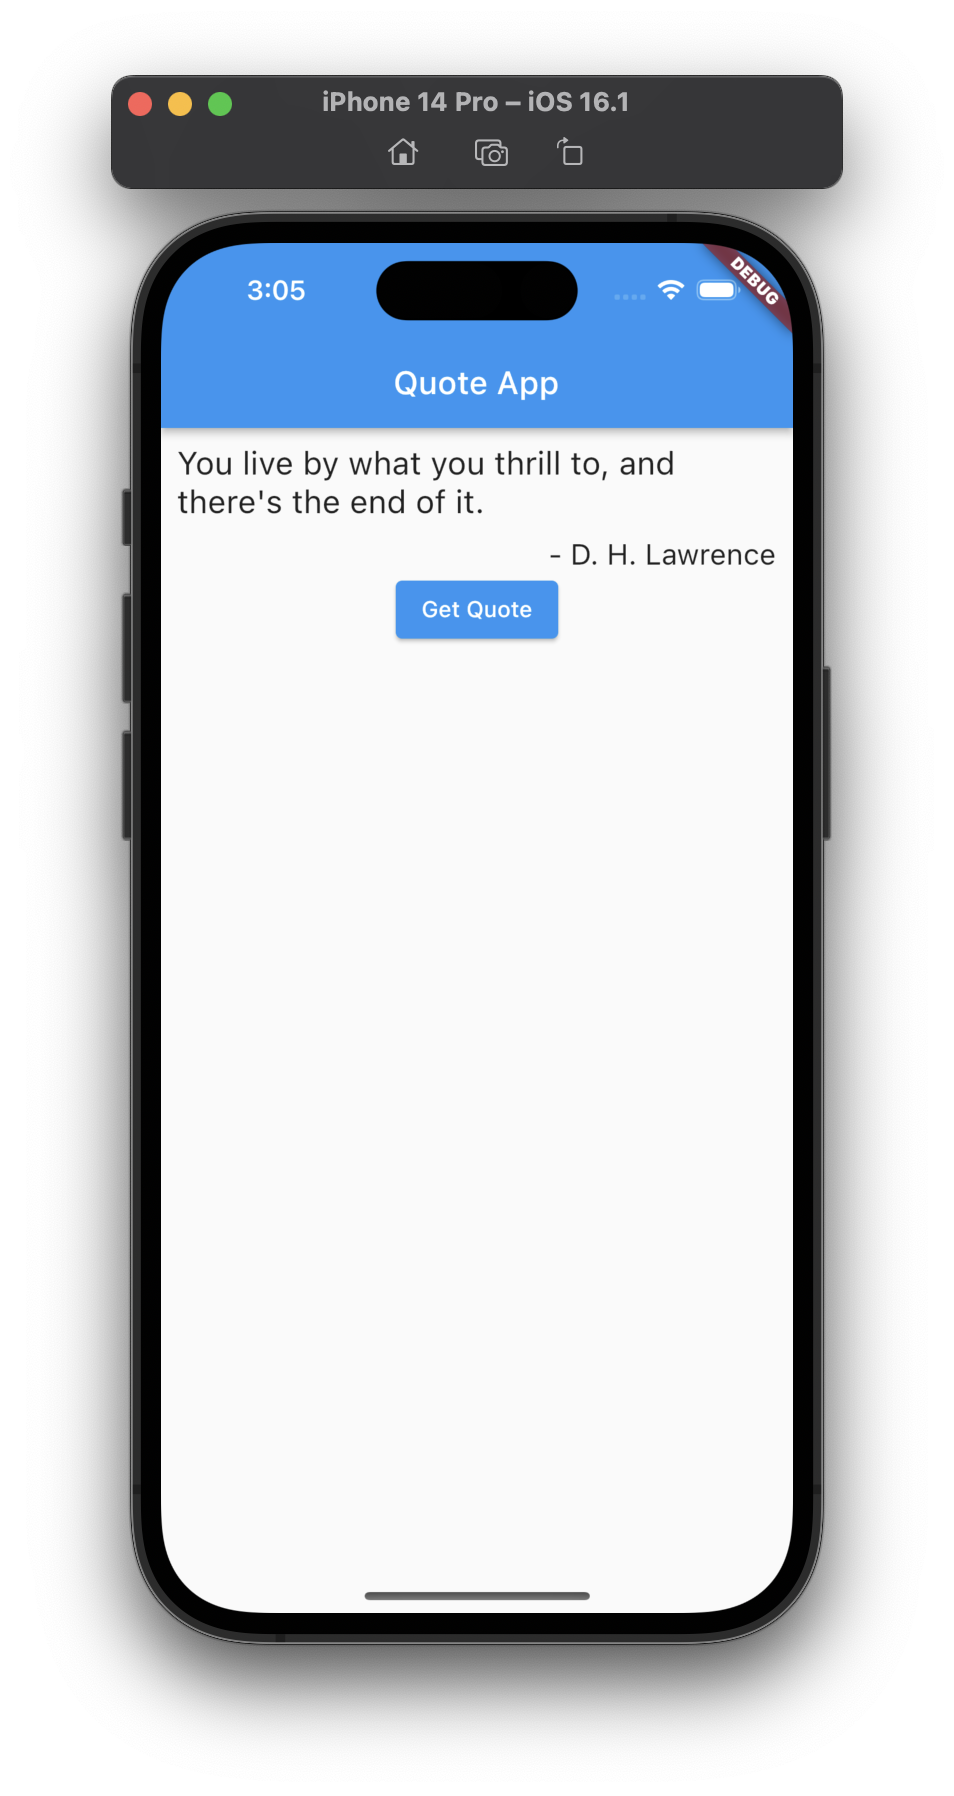 iPhone 14 Pro – iOS 16.1
3:05
DEBUG
Quote App
You live by what you thrill to, and
there's the end of it.
- D. H. Lawrence
Get Quote